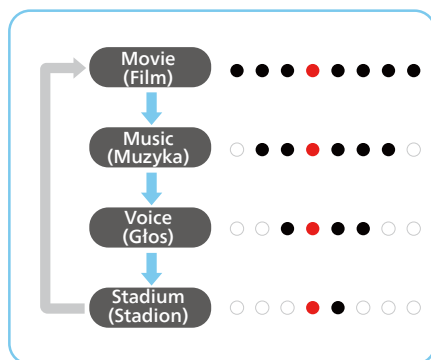 Movie
(Film)
Music
(Muzyka)
Voice
(Głos)
Stadium
(Stadion)